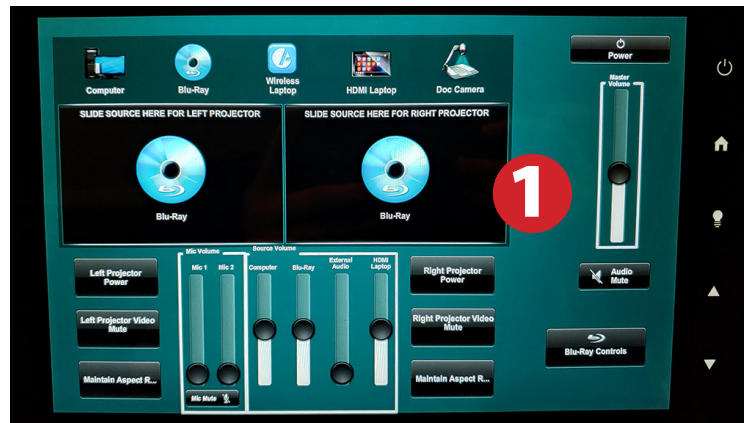 Power
Computer
Blu-Ray
Wireless
Laptop
HDMI Laptop
Doc Camera
Master
Volume
SLIDE SOURCE HERE FOR LEFT PROJECTOR
SLIDE SOURCE HERE FOR RIGHT PROJECTOR
Blu-Ray
Blu-Ray
1
Mic Volume
Source Volume
Left Projector
Power
Mic 1
Mic 2
Computer
Blu-Ray
External
Audio
HDMI
Laptop
Right Projector
Power
Audio
Mute
Left Projector Video
Mute
Right Projector Video
Mute
Blu-Ray Controls
Maintain Aspect R...
Mic Mute
Maintain Aspect R...